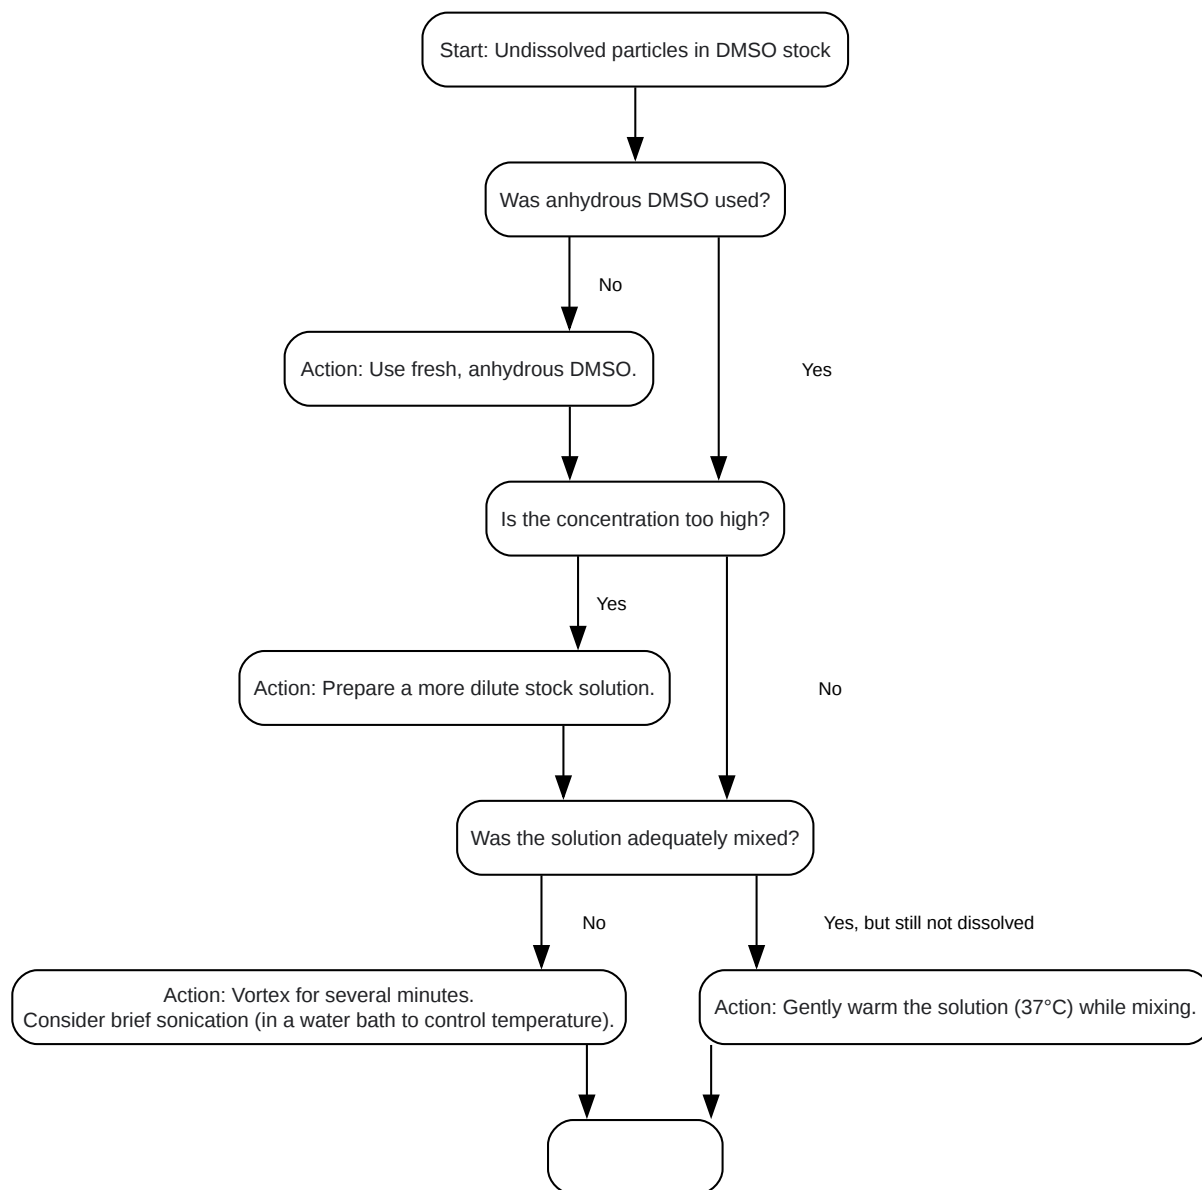 Start: Undissolved particles in DMSO stock
Was anhydrous DMSO used?
No
Action: Use fresh, anhydrous DMSO.
Yes
Is the concentration too high?
Yes
Action: Prepare a more dilute stock solution.
No
Was the solution adequately mixed?
No
Yes, but still not dissolved
Action: Vortex for several minutes.
Consider brief sonication (in a water bath to control temperature).
Action: Gently warm the solution (37°C) while mixing.